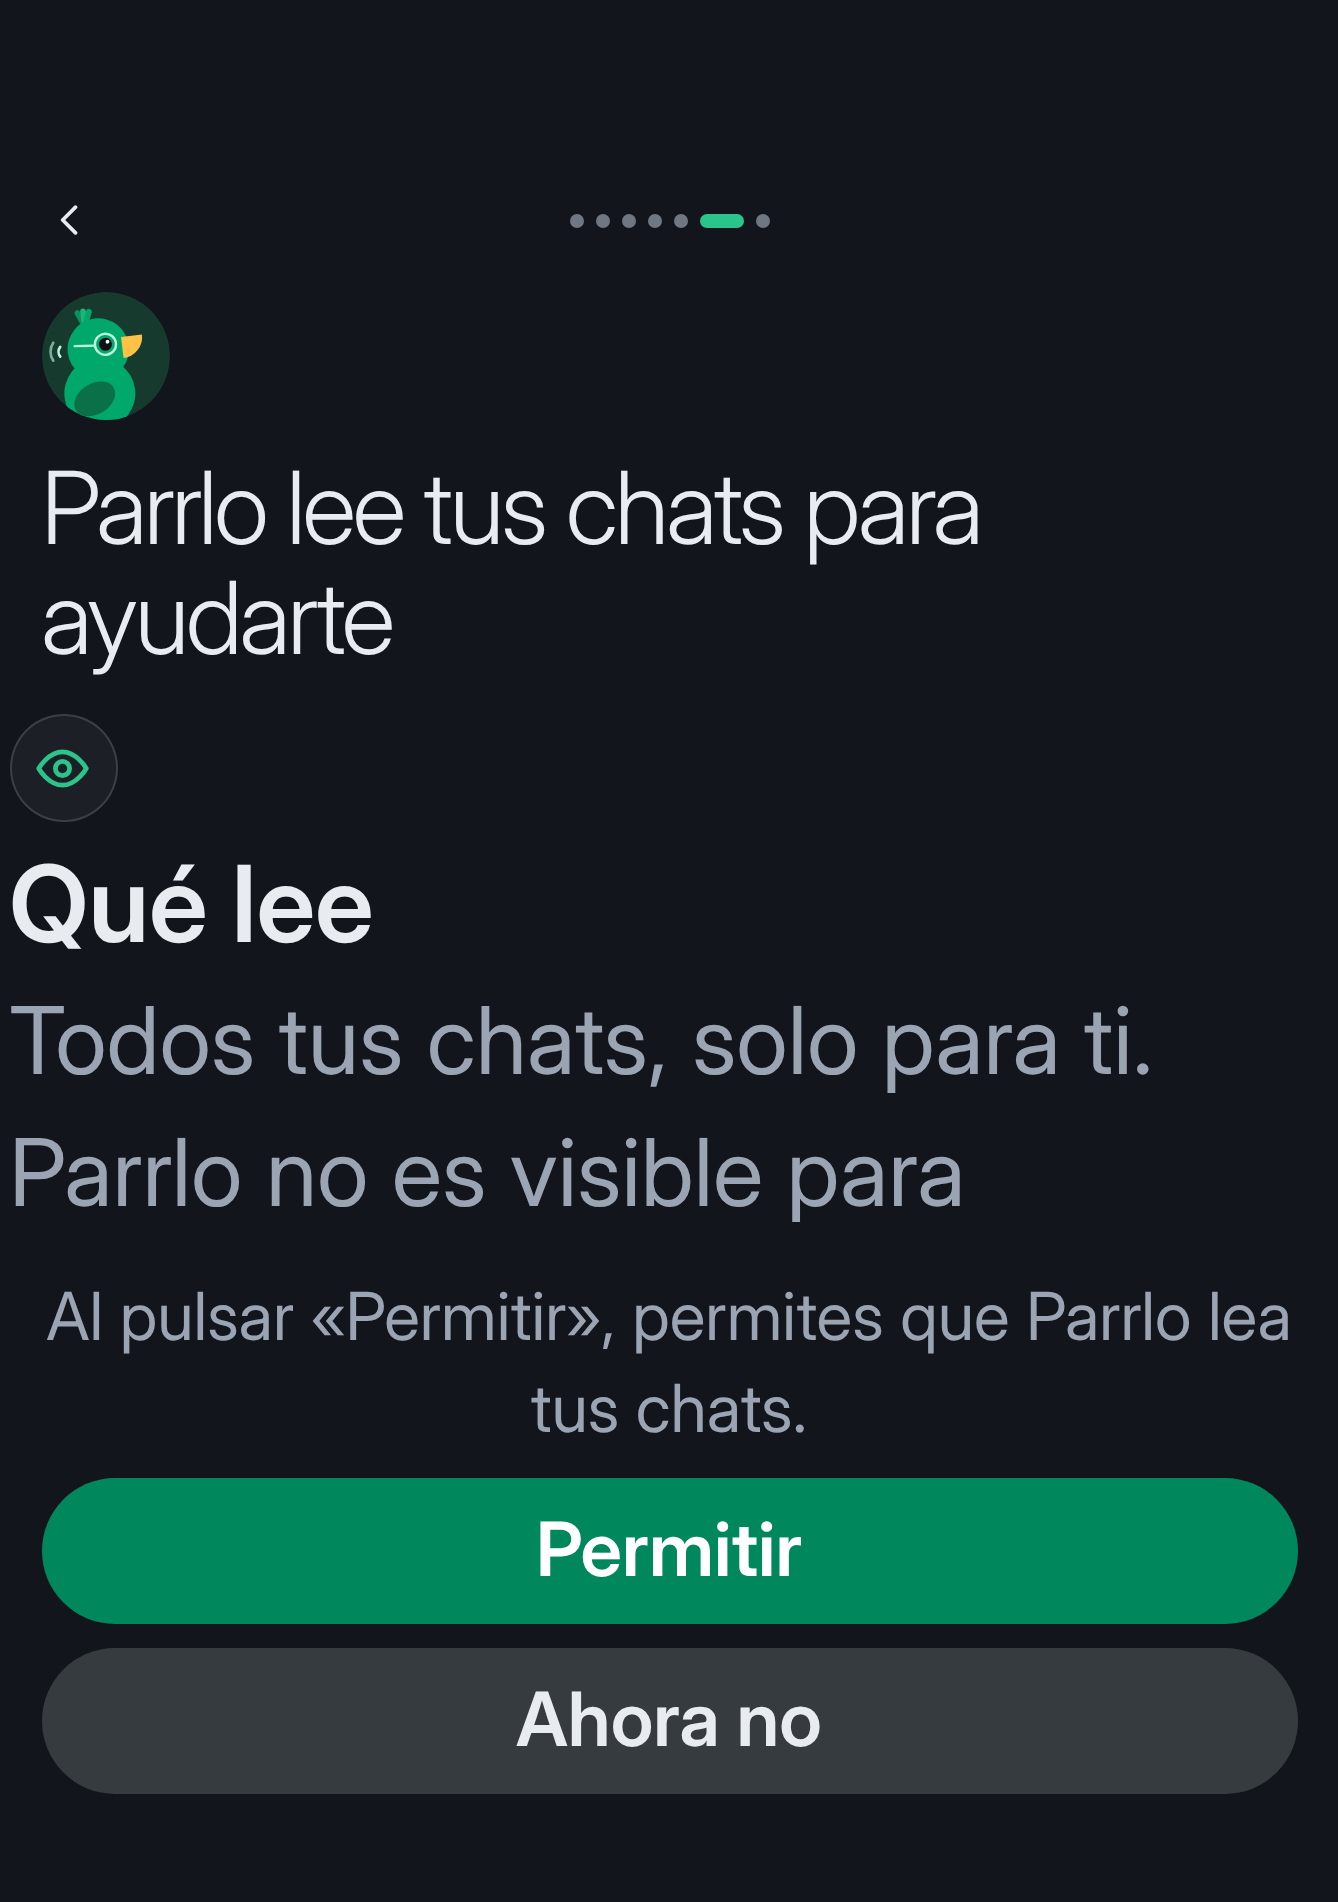 Parrlo lee tus chats para
ayudarte
Qué lee
Todos tus chats, solo para ti.
Parrlo no es visible para
Al pulsar «Permitir», permites que Parrlo lea
tus chats.
Permitir
Ahora no